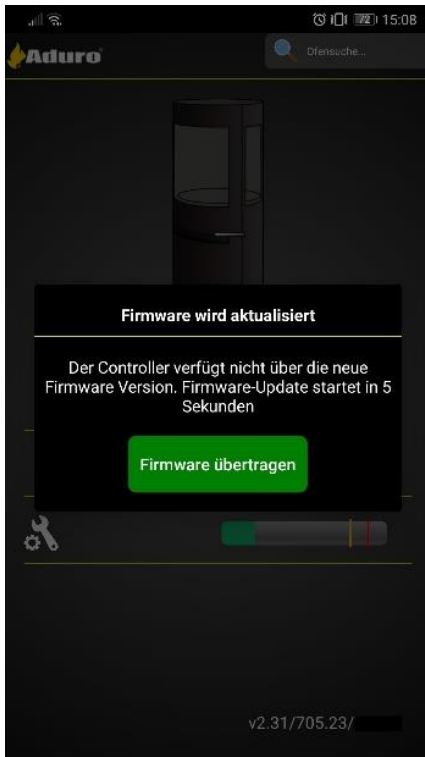 72 15:08
Aduro
Ofensuche...
Firmware wird aktualisiert
Der Controller verfügt nicht über die neue
Firmware Version. Firmware-Update startet in 5
Sekunden
Firmware übertragen
v2.31/705.23/